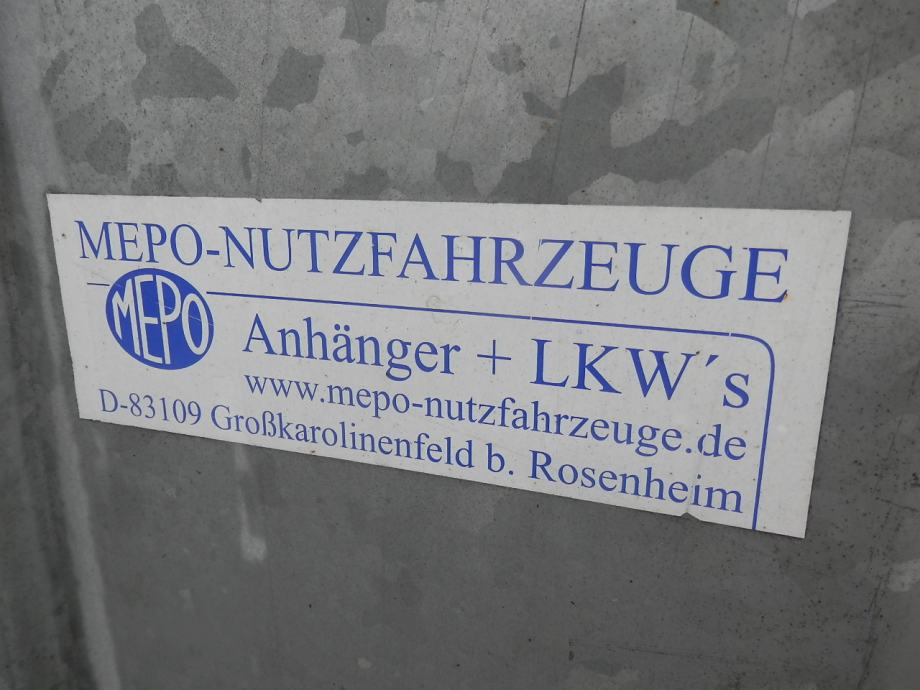 MEPO-NUTZFAHRZEUGE
MEPO
Anhänger + LKW´s
www.mepo-nutzfahrzeuge.de
D-83109 Großkarolinenfeld b. Rosenheim